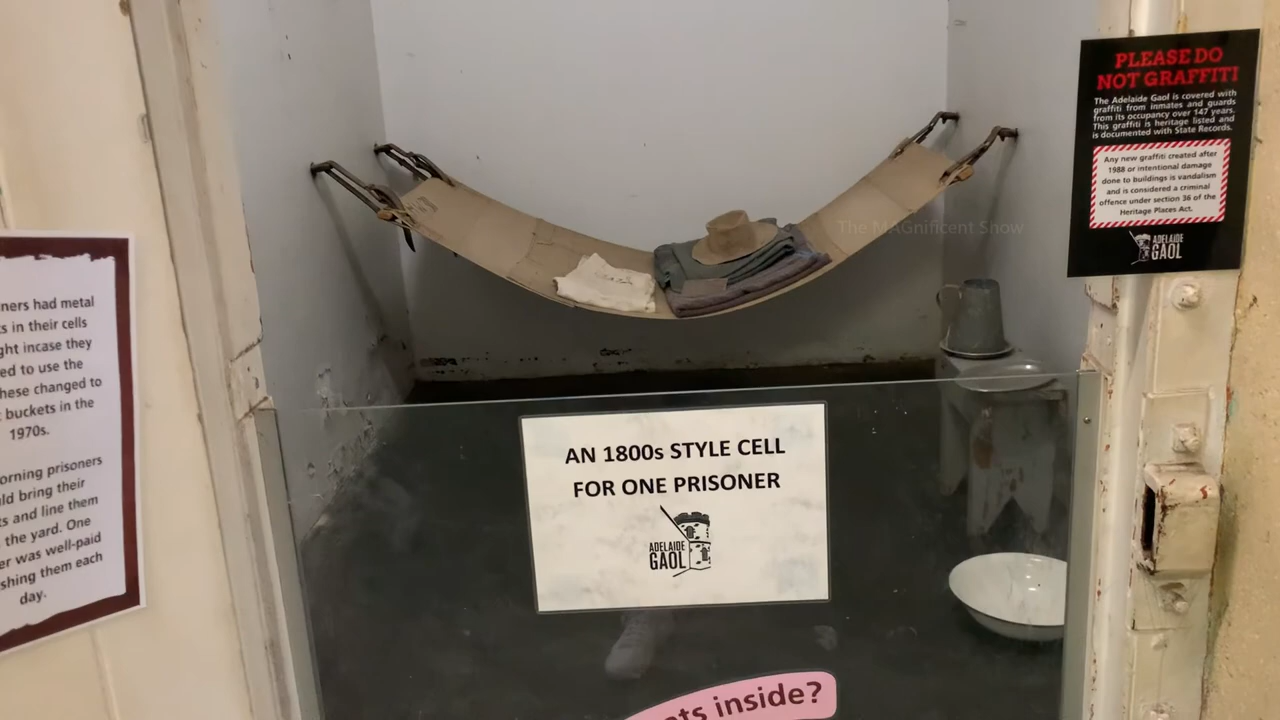 ners had metal
s in their cells
ght incase they
ed to use the
hese changed to
buckets in the
1970s.
orning prisoners
ld bring their
ts and line them
the yard. One
er was well-paid
shing them each
day.
The MAGnificent Snow
AN 1800s STYLE CELL
FOR ONE PRISONER
ADELAIDE
GAOL
nts inside?
PLEASE DO
NOT GRAFFITI
The Adelaide Gaol is covered with
graffiti from inmates and guards
from its occupancy over 147 years.
This graffiti is heritage listed and
is documented with State Records.
Any new graffiti created after
1988 or intentional damage
done to buildings is vandalism
and is considered a criminal
offence under section 36 of the
Heritage Places Act.
ADELAIDE
GAOL